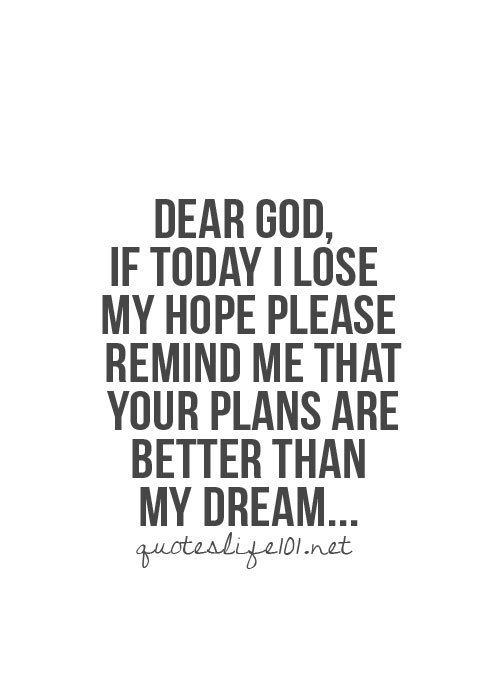 DEAR GOD,
IF TODAY I LOSE
MY HOPE PLEASE
REMIND ME THAT
YOUR PLANS ARE
BETTER THAN
MY DREAM...
quoteslife101.net